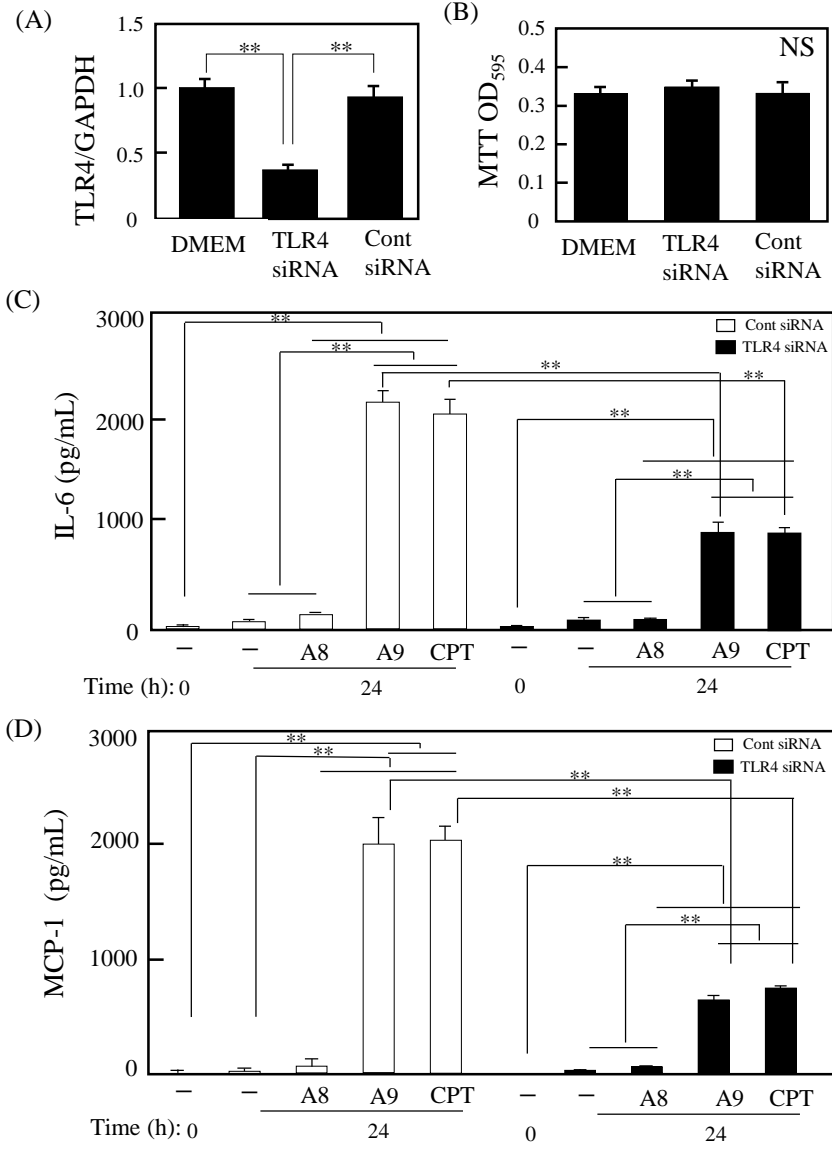 (A)
TLR4/GAPDH
1.5
1.0
0.5
0
**
**
DMEM
TLR4
siRNA
Cont
siRNA
(B)
MTT OD595
0.5
0.4
0.3
0.2
0.1
0
NS
DMEM
TLR4
siRNA
Cont
siRNA
(C)
IL-6 (pg/mL)
3000
2000
1000
0
Cont siRNA
TLR4 siRNA
**
**
**
**
**
**
– – A8 A9 CPT – – A8 A9 CPT
Time (h): 0 24 0 24
(D)
MCP-1 (pg/mL)
3000
2000
1000
0
Cont siRNA
TLR4 siRNA
**
**
**
**
**
**
– – A8 A9 CPT – – A8 A9 CPT
Time (h): 0 24 0 24